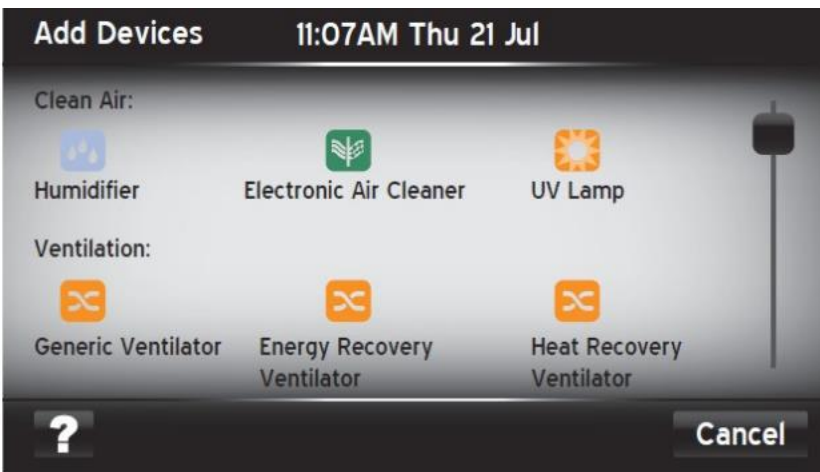 Add Devices 11:07AM Thu 21 Jul
Clean Air:
Humidifier Electronic Air Cleaner UV Lamp
Ventilation:
Generic Ventilator Energy Recovery Heat Recovery
Ventilator Ventilator
? Cancel